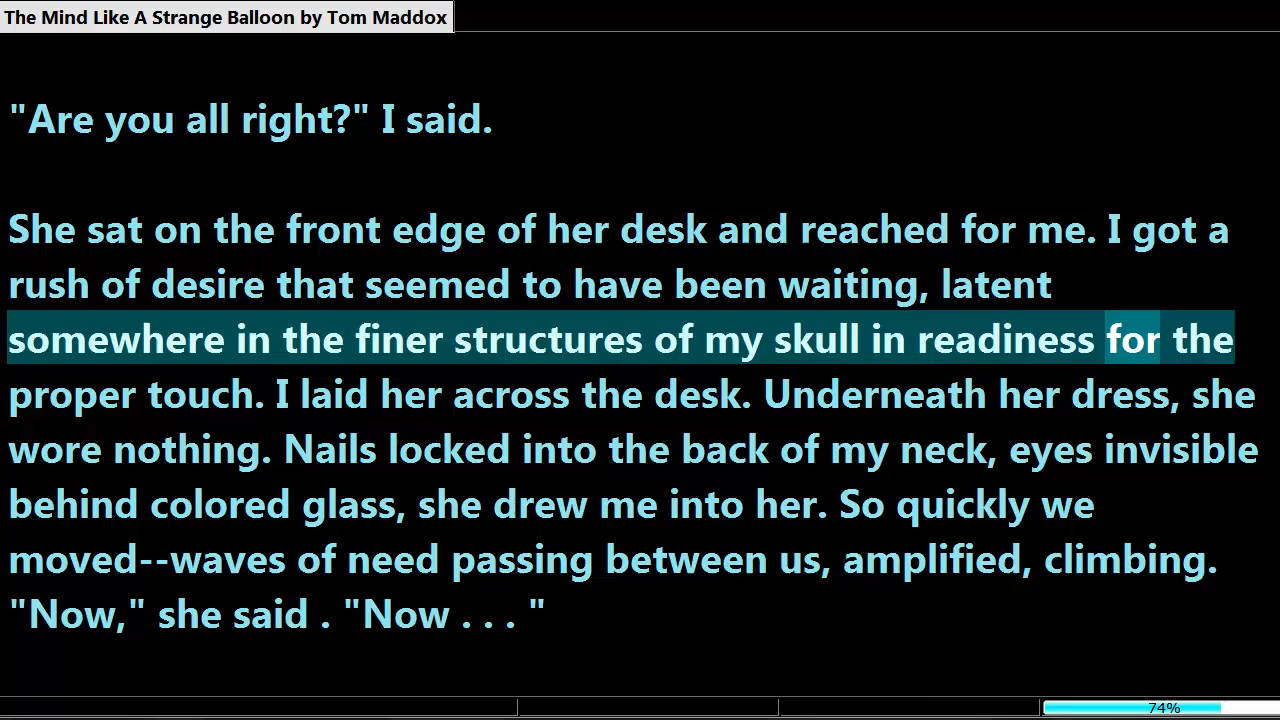 The Mind Like A Strange Balloon by Tom Maddox
"Are you all right?" I said.
She sat on the front edge of her desk and reached for me. I got a
rush of desire that seemed to have been waiting, latent
somewhere in the finer structures of my skull in readiness for the
proper touch. I laid her across the desk. Underneath her dress, she
wore nothing. Nails locked into the back of my neck, eyes invisible
behind colored glass, she drew me into her. So quickly we
moved--waves of need passing between us, amplified, climbing.
"Now," she said . "Now . . . "
74%